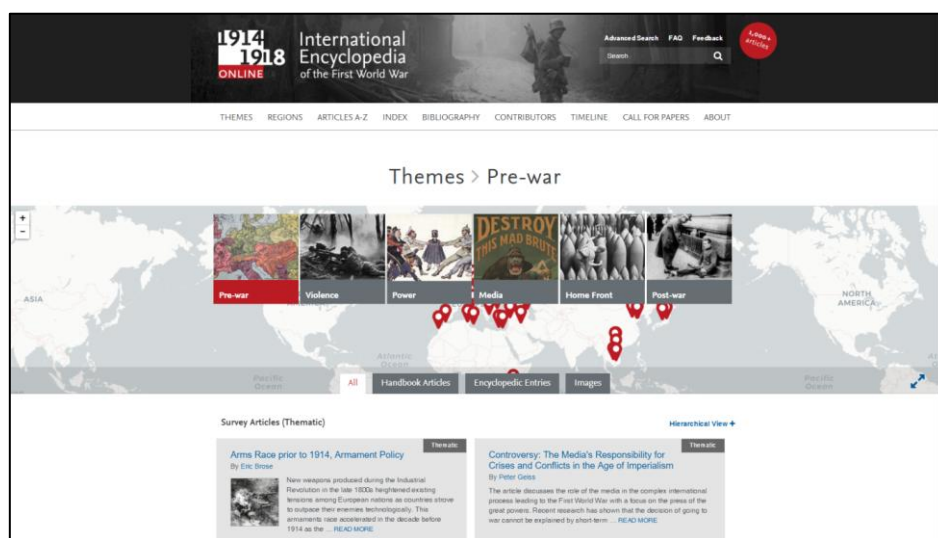 1914
1918
ONLINE
International
Encyclopedia
of the First World War
Advanced Search FAQ Feedback
Search
1,000+
articles
THEMES REGIONS ARTICLES A-Z INDEX BIBLIOGRAPHY CONTRIBUTORS TIMELINE CALL FOR PAPERS ABOUT
Themes > Pre-war
+
−
DESTROY
THIS MAD BRUTE
Pre-war Violence Power Media Home Front Post-war
ASIA
NORTH
AMERICA
Atlantic
Ocean
Pacific
Ocean
Pacific
Ocean
All Handbook Articles Encyclopedic Entries Images
Survey Articles (Thematic)
Hierarchical View +
Thematic
Arms Race prior to 1914, Armament Policy
By Eric Brose
New weapons produced during the Industrial
Revolution in the late 1800s heightened existing
tensions among European nations as countries strove
to outpace their enemies technologically. This
armaments race accelerated in the decade before
1914 as the ... READ MORE
Thematic
Controversy: The Media's Responsibility for
Crises and Conflicts in the Age of Imperialism
By Peter Geiss
The article discusses the role of the media in the complex international
process leading to the First World War with a focus on the press of the
great powers. Recent research has shown that the decision of going to
war cannot be explained by short-term ... READ MORE